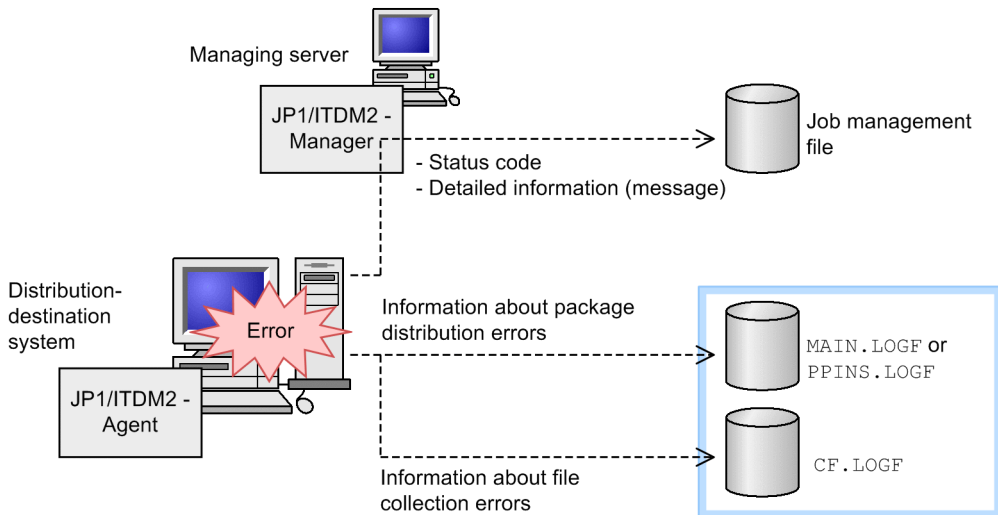 Managing server
JP1/ITDM2 -
Manager
Job management
file
- Status code
- Detailed information (message)
Distribution-
destination
system
Error
JP1/ITDM2 -
Agent
Information about package
distribution errors
MAIN.LOGF or
PPINS.LOGF
CF.LOGF
Information about file
collection errors